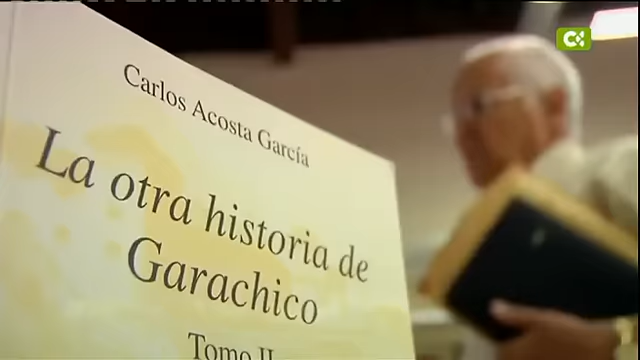 Carlos Acosta García
La otra historia de
Garachico
Tomo II